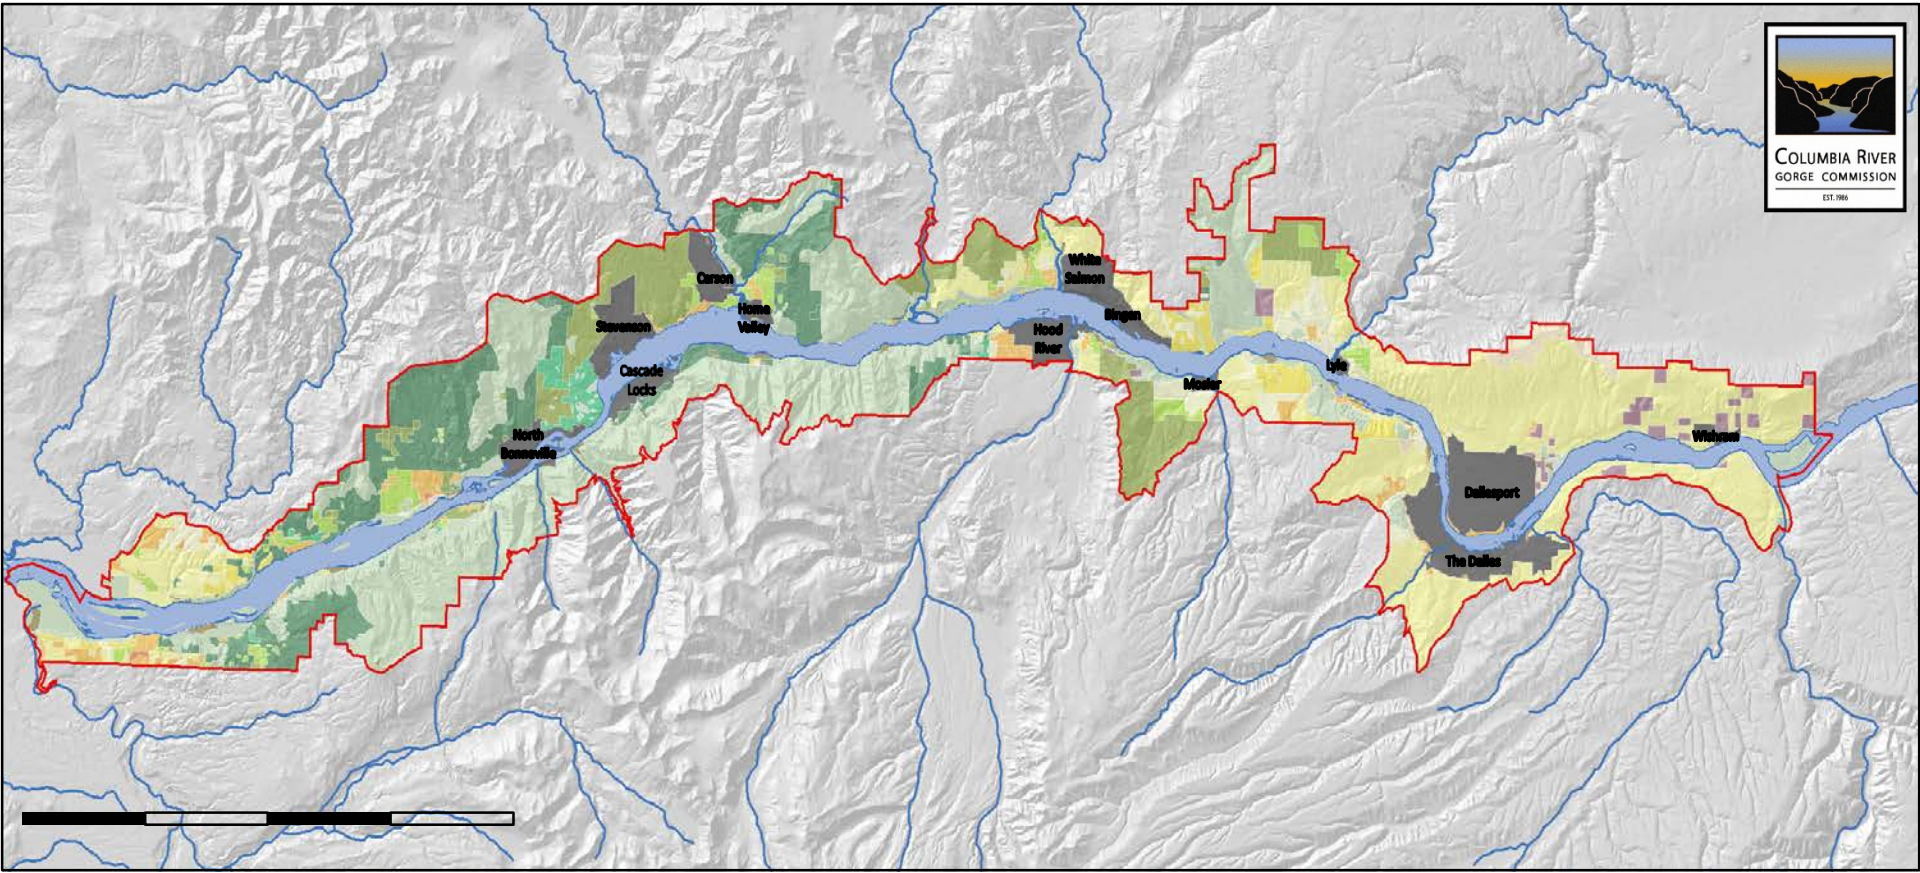 COLUMBIA RIVER
GORGE COMMISSION
EST. 1986
White
Salmon
Carson
Home
Valley
Stevenson
Bingen
Hood
River
Cascade
Locks
Lyle
Mosier
North
Bonneville
Wishram
Dallesport
The Dalles